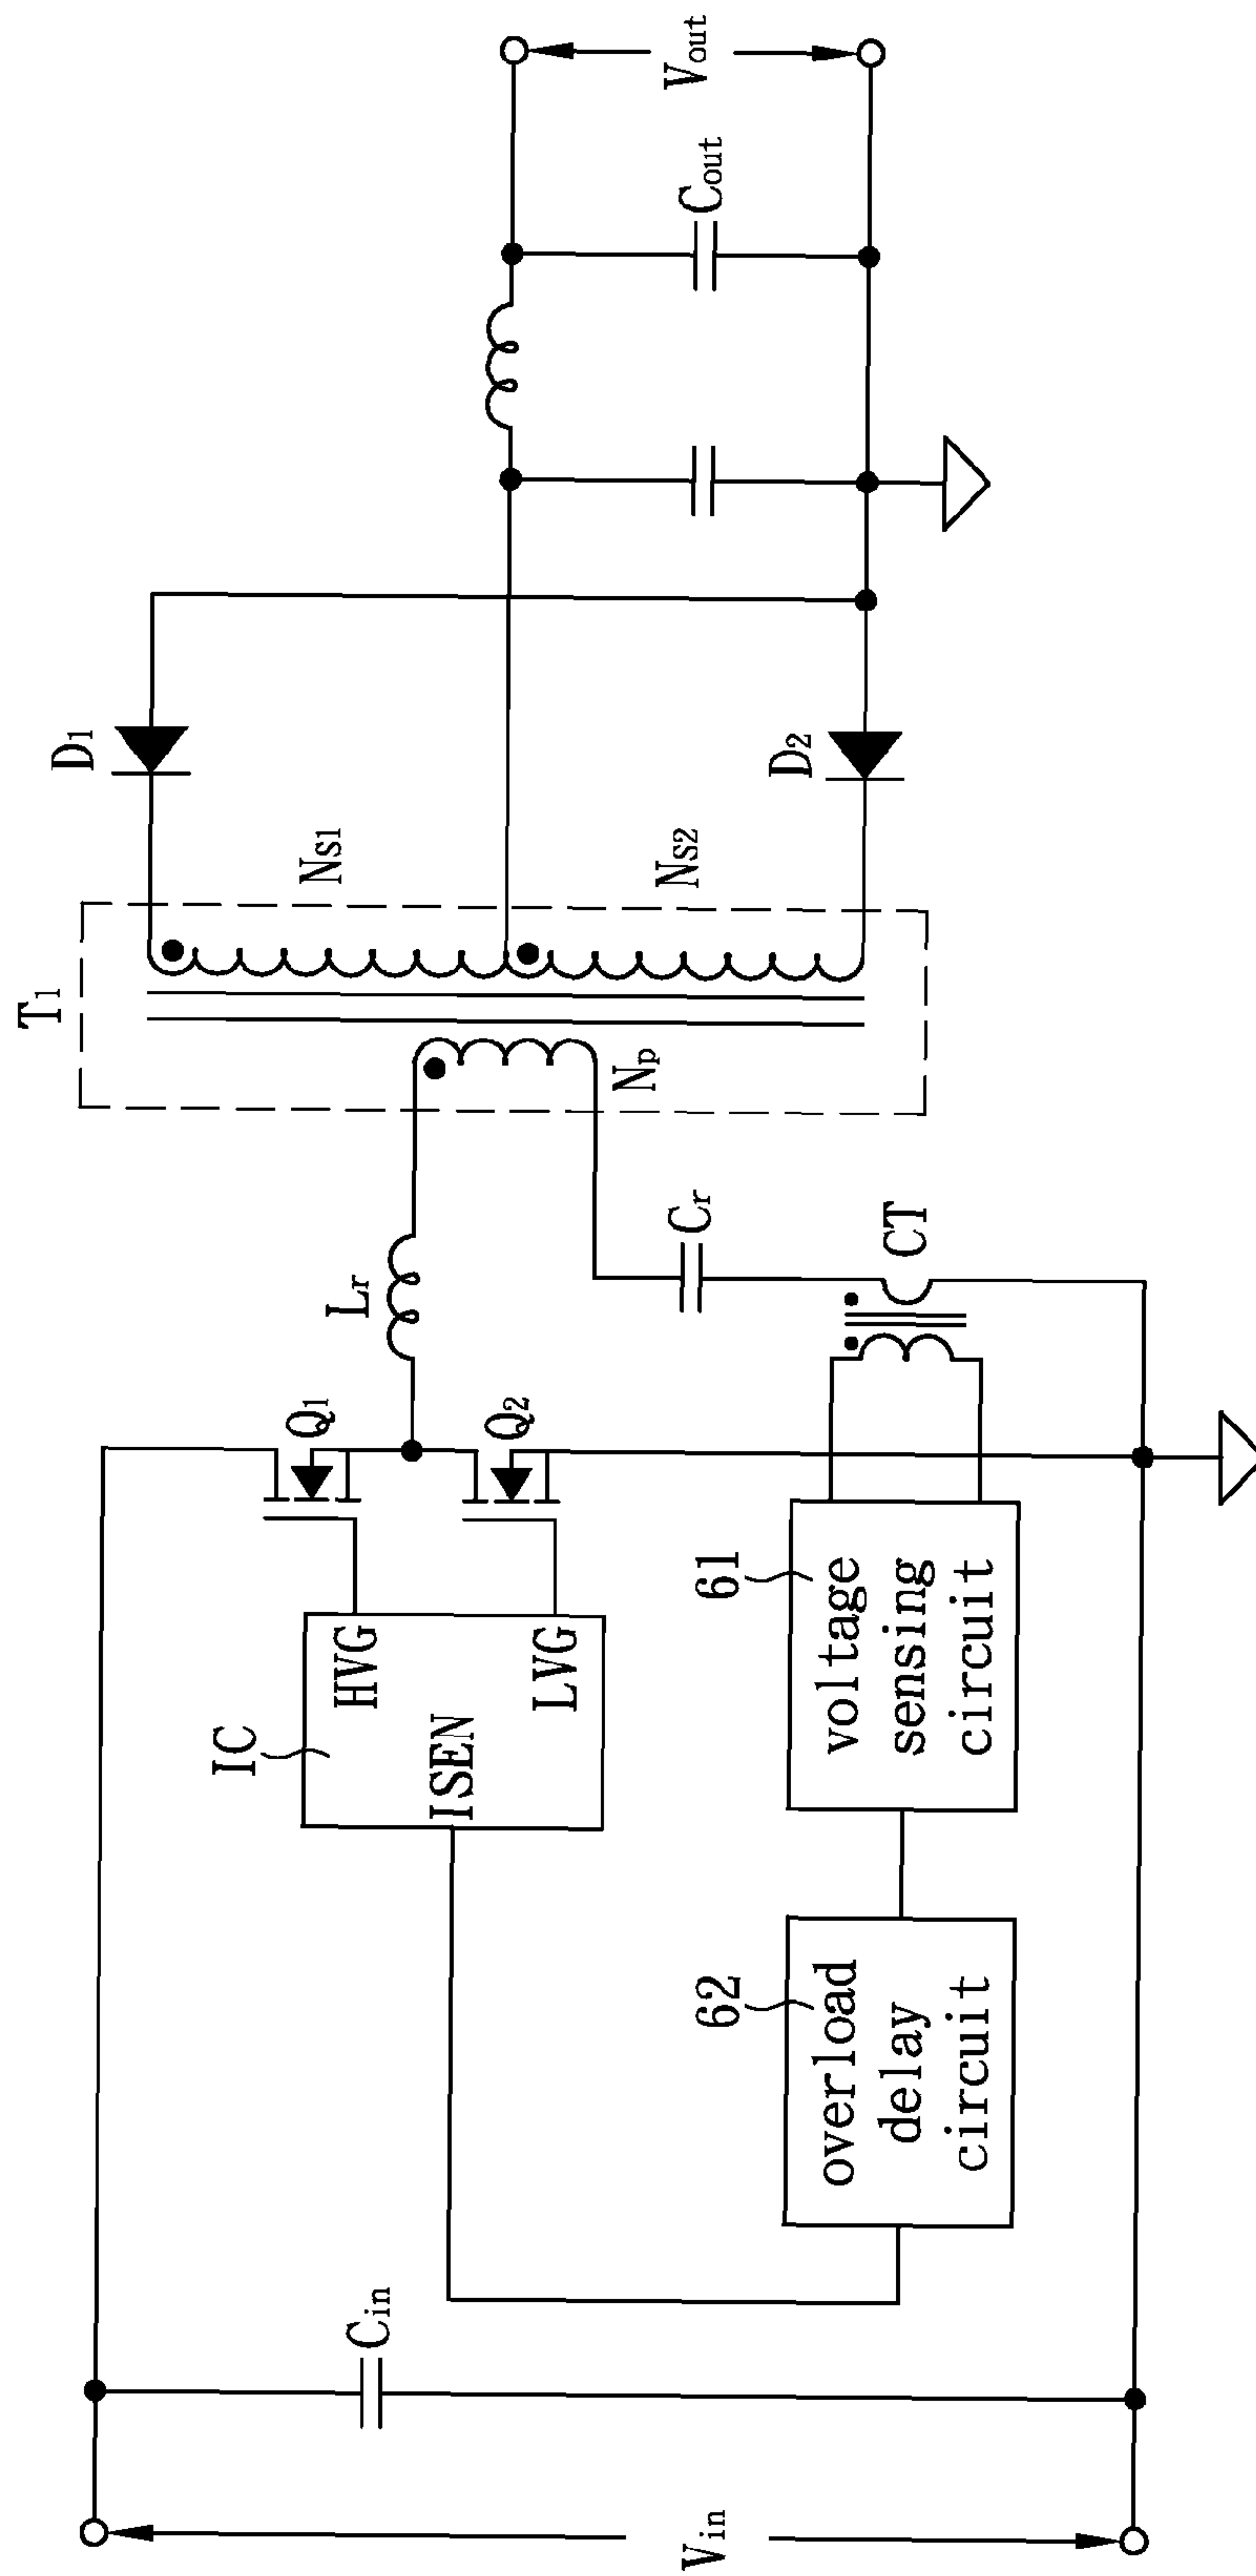 Vin
Cin
IC
HVG
ISEN
LVG
Q1
Q2
Lr
T1
Np
Ns1
Ns2
D1
D2
Cr
CT
61
voltage
sensing
circuit
62
overload
delay
circuit
Cout
Vout